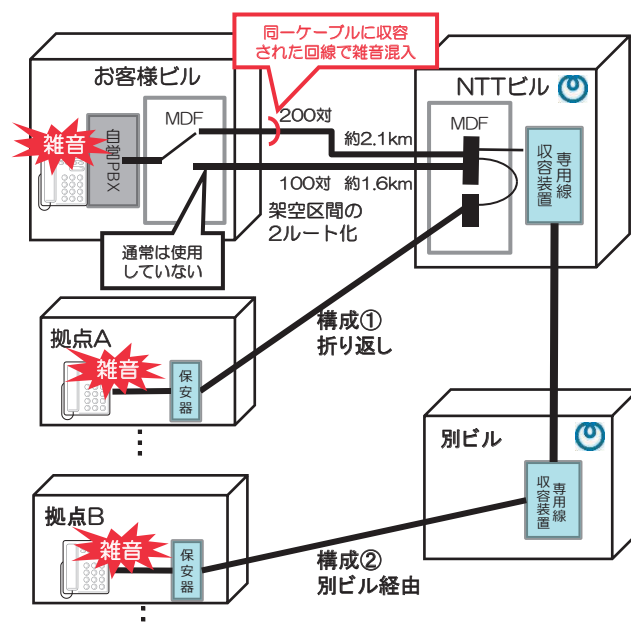 同一ケーブルに収容
された回線で雑音混入
お客様ビル
NTTビル
MDF
200対
MDF
雑音
自営PBX
約2.1km
専用線
収容装置
100対 約1.6km
架空区間の
2ルート化
通常は使用
していない
構成①
折り返し
拠点A
雑音
保安器
別ビル
専用線
収容装置
拠点B
雑音
保安器
構成②
別ビル経由